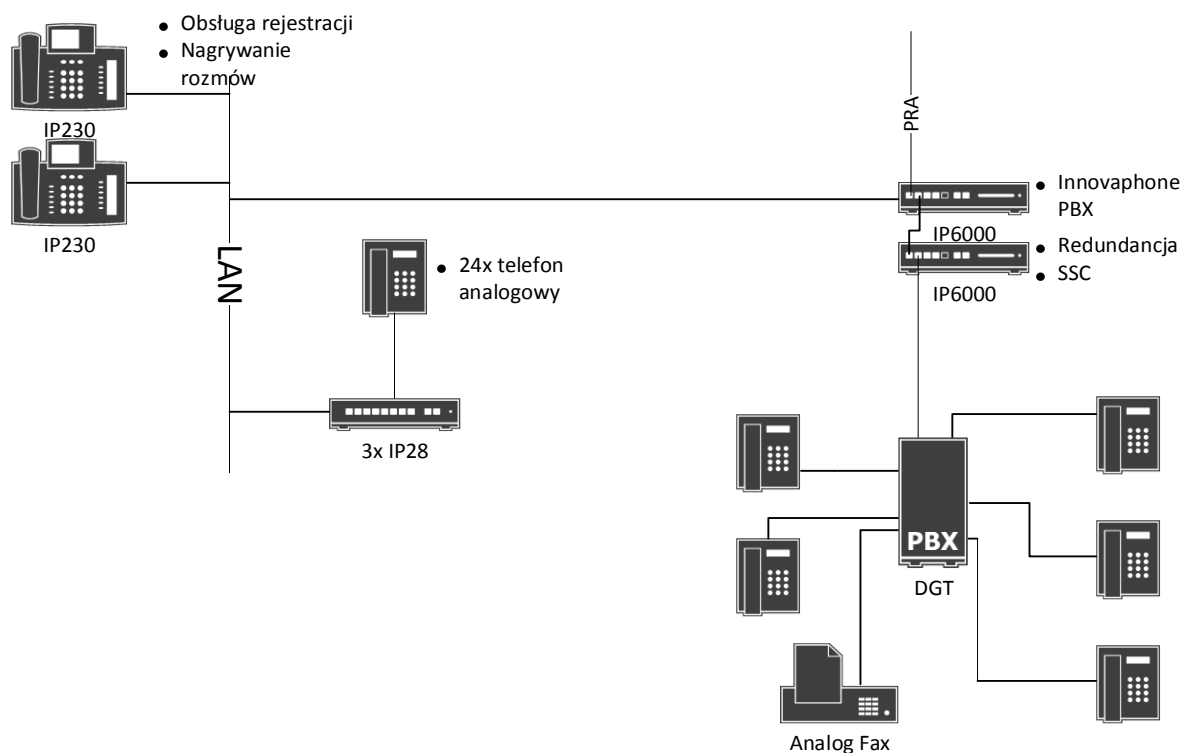 • Obsługa rejestracji
• Nagrywanie
rozmów
IP230
IP230
LAN
• 24x telefon
analogowy
3x IP28
PRA
• Innovaphone
PBX
IP6000
• Redundancja
• SSC
IP6000
PBX
DGT
Analog Fax